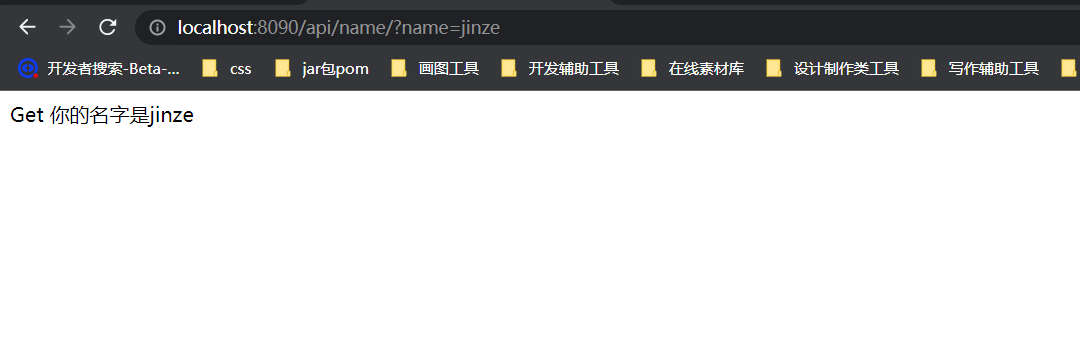 localhost:8090/api/name/?name=jinze
开发者搜索-Beta-... css jar包pom 画图工具 开发辅助工具 在线素材库 设计制作类工具 写作辅助工具
Get 你的名字是jinze